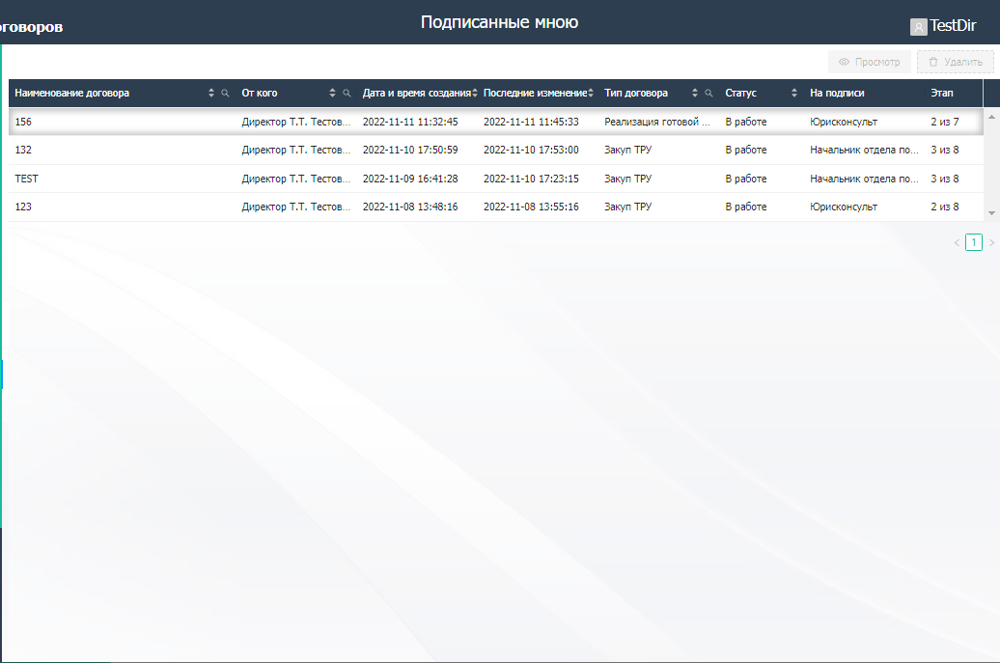 Подписанные мною
TestDir
Просмотр Удалить
Наименование договора От кого Дата и время создания Последние изменение Тип договора Статус На подписи Этап
156 Директор Т.Т. Тестов... 2022-11-11 11:32:45 2022-11-11 11:45:33 Реализация готовой ... В работе Юрисконсульт 2 из 7
132 Директор Т.Т. Тестов... 2022-11-10 17:50:59 2022-11-10 17:53:00 Закуп ТРУ В работе Начальник отдела по... 3 из 8
TEST Директор Т.Т. Тестов... 2022-11-09 16:41:28 2022-11-10 17:23:15 Закуп ТРУ В работе Начальник отдела по... 3 из 8
123 Директор Т.Т. Тестов... 2022-11-08 13:48:16 2022-11-08 13:55:16 Закуп ТРУ В работе Юрисконсульт 2 из 8
1